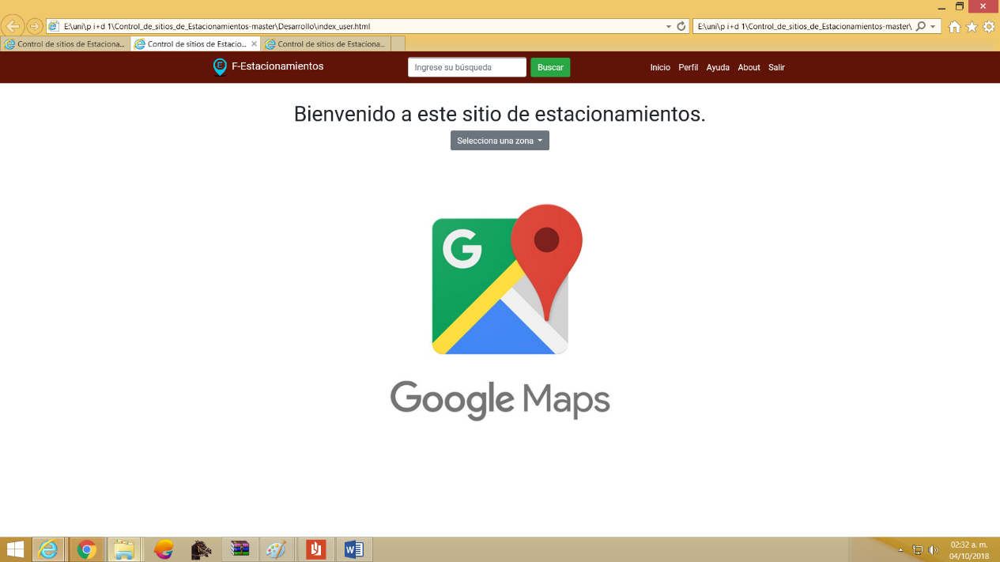 E:\uni\p i+d 1\Control_de_sitios_de_Estacionamientos-master\Desarrollo\index_user.html
E:\uni\p i+d 1\Control_de_sitios_de_Estacionamientos-master\
Control de sitios de Estaciona...
Control de sitios de Estacio...
Control de sitios de Estaciona...
E F-Estacionamientos
Ingrese su búsqueda
Buscar
Inicio Perfil Ayuda About Salir
Bienvenido a este sitio de estacionamientos.
Selecciona una zona
G
Google Maps
02:32 a. m.
04/10/2018